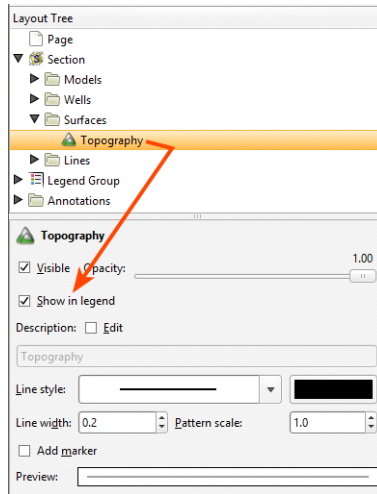 Layout Tree
Page
Section
Models
Wells
Surfaces
Topography
Lines
Legend Group
Annotations
Topography
Visible Opacity: 1.00
Show in legend
Description: Edit
Topography
Line style:
Line width: 0.2 Pattern scale: 1.0
Add marker
Preview: